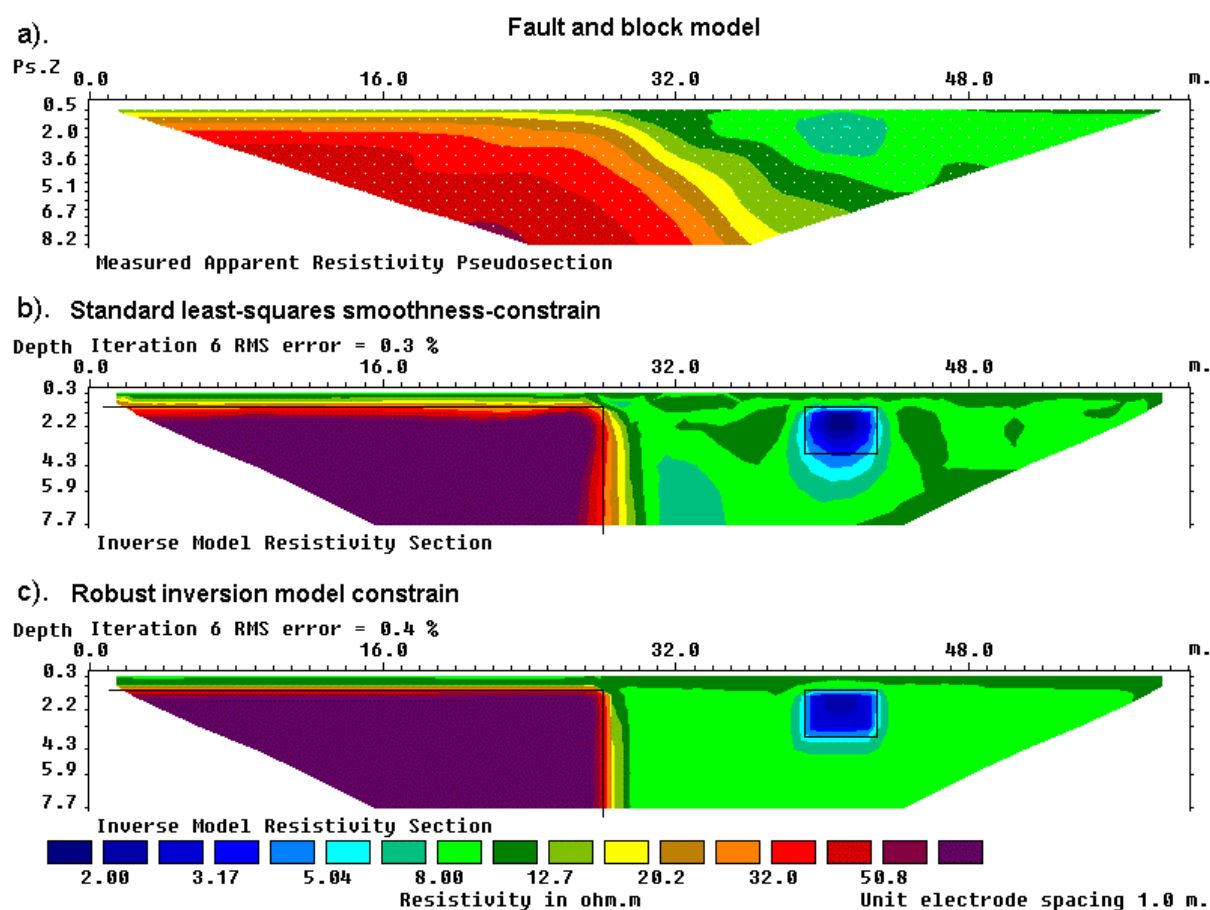 a).
Fault and block model
Ps.Z
0.0 16.0 32.0 48.0 m.
0.5
2.0
3.6
5.1
6.7
8.2
Measured Apparent Resistivity Pseudosection
b). Standard least-squares smoothness-constrain
Depth Iteration 6 RMS error = 0.3 %
0.0 16.0 32.0 48.0 m.
0.3
2.2
4.3
5.9
7.7
Inverse Model Resistivity Section
c). Robust inversion model constrain
Depth Iteration 6 RMS error = 0.4 %
0.0 16.0 32.0 48.0 m.
0.3
2.2
4.3
5.9
7.7
Inverse Model Resistivity Section
2.00 3.17 5.04 8.00 12.7 20.2 32.0 50.8
Resistivity in ohm.m Unit electrode spacing 1.0 m.